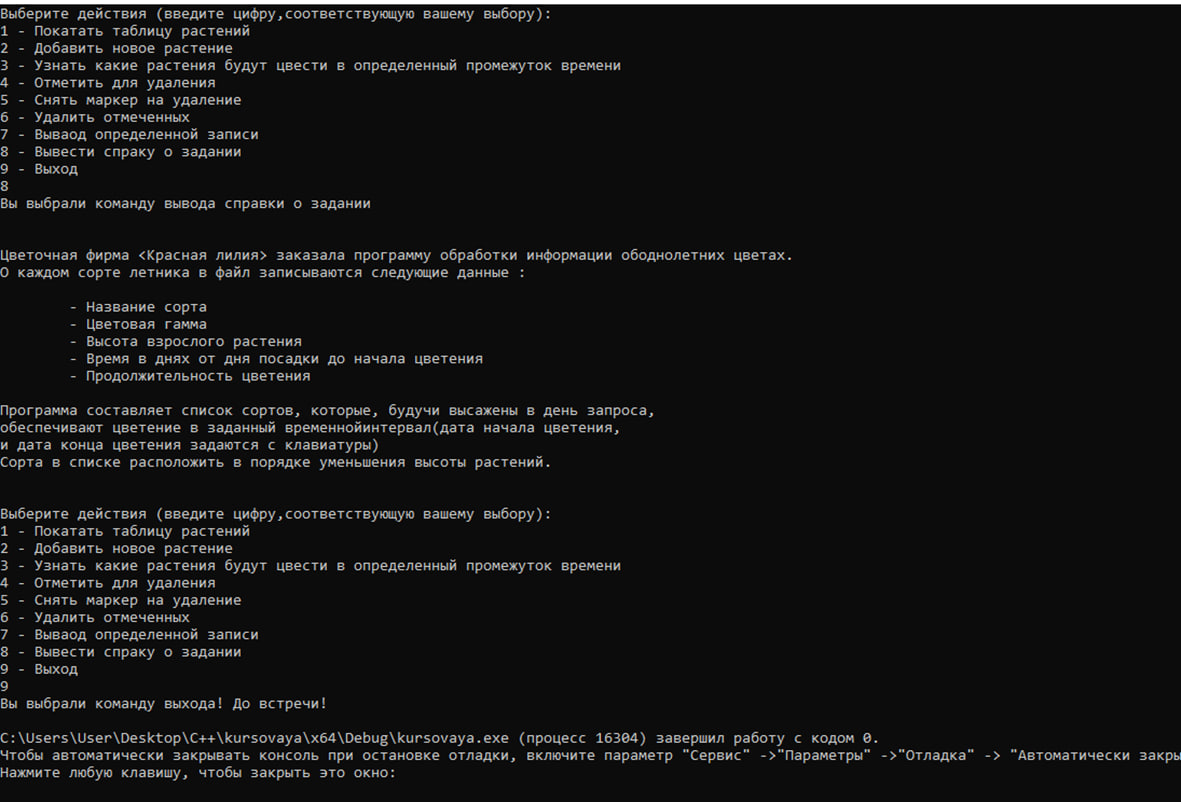 Выберите действия (введите цифру,соответствующую вашему выбору):
1 - Покатать таблицу растений
2 - Добавить новое растение
3 - Узнать какие растения будут цвести в определенный промежуток времени
4 - Отметить для удаления
5 - Снять маркер на удаление
6 - Удалить отмеченных
7 - Вываод определенной записи
8 - Вывести спраку о задании
9 - Выход
8
Вы выбрали команду вывода справки о задании
Цветочная фирма <Красная лилия> заказала программу обработки информации ободнолетних цветах.
О каждом сорте летника в файл записываются следующие данные :
- Название сорта
- Цветовая гамма
- Высота взрослого растения
- Время в днях от дня посадки до начала цветения
- Продолжительность цветения
Программа составляет список сортов, которые, будучи высажены в день запроса,
обеспечивают цветение в заданный временнойинтервал(дата начала цветения,
и дата конца цветения задаются с клавиатуры)
Сорта в списке расположить в порядке уменьшения высоты растений.
Выберите действия (введите цифру,соответствующую вашему выбору):
1 - Покатать таблицу растений
2 - Добавить новое растение
3 - Узнать какие растения будут цвести в определенный промежуток времени
4 - Отметить для удаления
5 - Снять маркер на удаление
6 - Удалить отмеченных
7 - Вываод определенной записи
8 - Вывести спраку о задании
9 - Выход
9
Вы выбрали команду выхода! До встречи!
C:\Users\User\Desktop\C++\kursovaya\x64\Debug\kursovaya.exe (процесс 16304) завершил работу с кодом 0.
Чтобы автоматически закрывать консоль при остановке отладки, включите параметр "Сервис" ->"Параметры" ->"Отладка" -> "Автоматически закры
Нажмите любую клавишу, чтобы закрыть это окно: